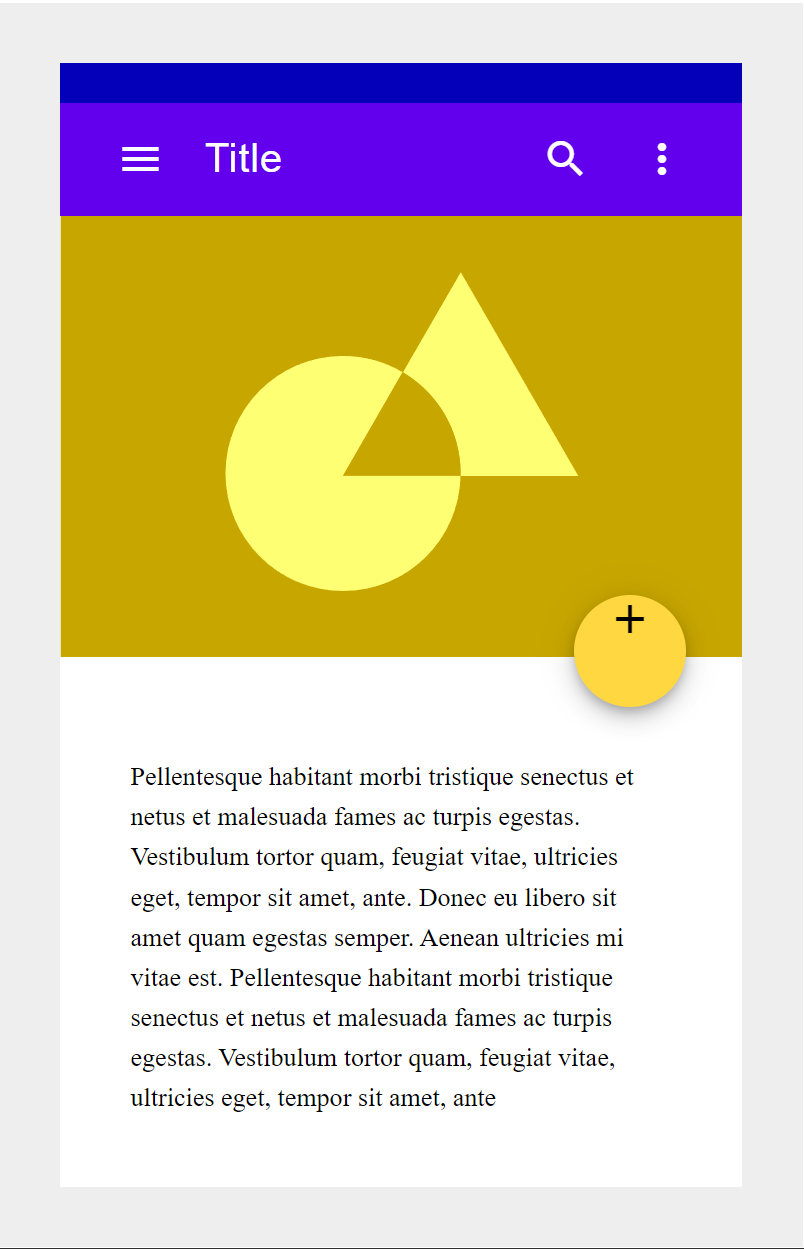 Title
Pellentesque habitant morbi tristique senectus et
netus et malesuada fames ac turpis egestas.
Vestibulum tortor quam, feugiat vitae, ultricies
eget, tempor sit amet, ante. Donec eu libero sit
amet quam egestas semper. Aenean ultricies mi
vitae est. Pellentesque habitant morbi tristique
senectus et netus et malesuada fames ac turpis
egestas. Vestibulum tortor quam, feugiat vitae,
ultricies eget, tempor sit amet, ante